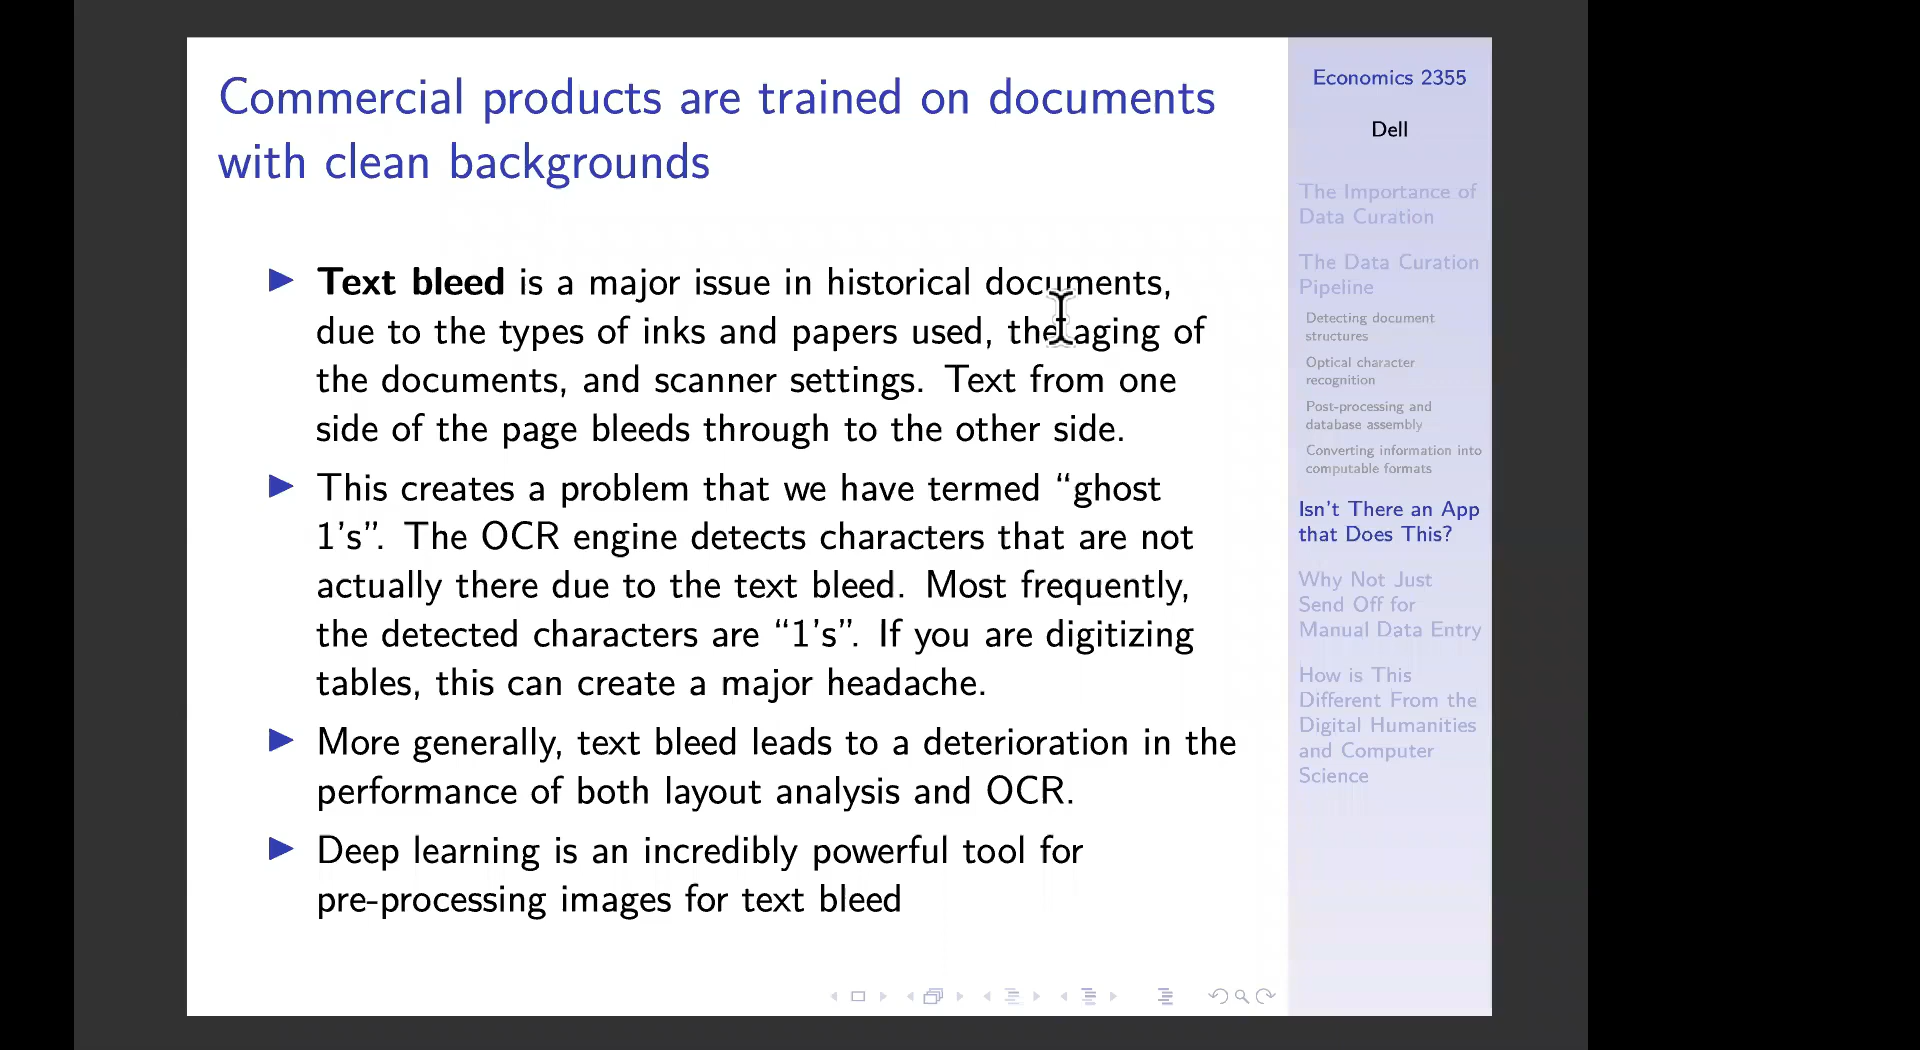 Commercial products are trained on documents
with clean backgrounds
Text bleed is a major issue in historical documents,
due to the types of inks and papers used, the aging of
the documents, and scanner settings. Text from one
side of the page bleeds through to the other side.
This creates a problem that we have termed “ghost
1’s”. The OCR engine detects characters that are not
actually there due to the text bleed. Most frequently,
the detected characters are “1’s”. If you are digitizing
tables, this can create a major headache.
More generally, text bleed leads to a deterioration in the
performance of both layout analysis and OCR.
Deep learning is an incredibly powerful tool for
pre-processing images for text bleed
Economics 2355
Dell
The Importance of
Data Curation
The Data Curation
Pipeline
Detecting document
structures
Optical character
recognition
Post-processing and
database assembly
Converting information into
computable formats
Isn’t There an App
that Does This?
Why Not Just
Send Off for
Manual Data Entry
How is This
Different From the
Digital Humanities
and Computer
Science